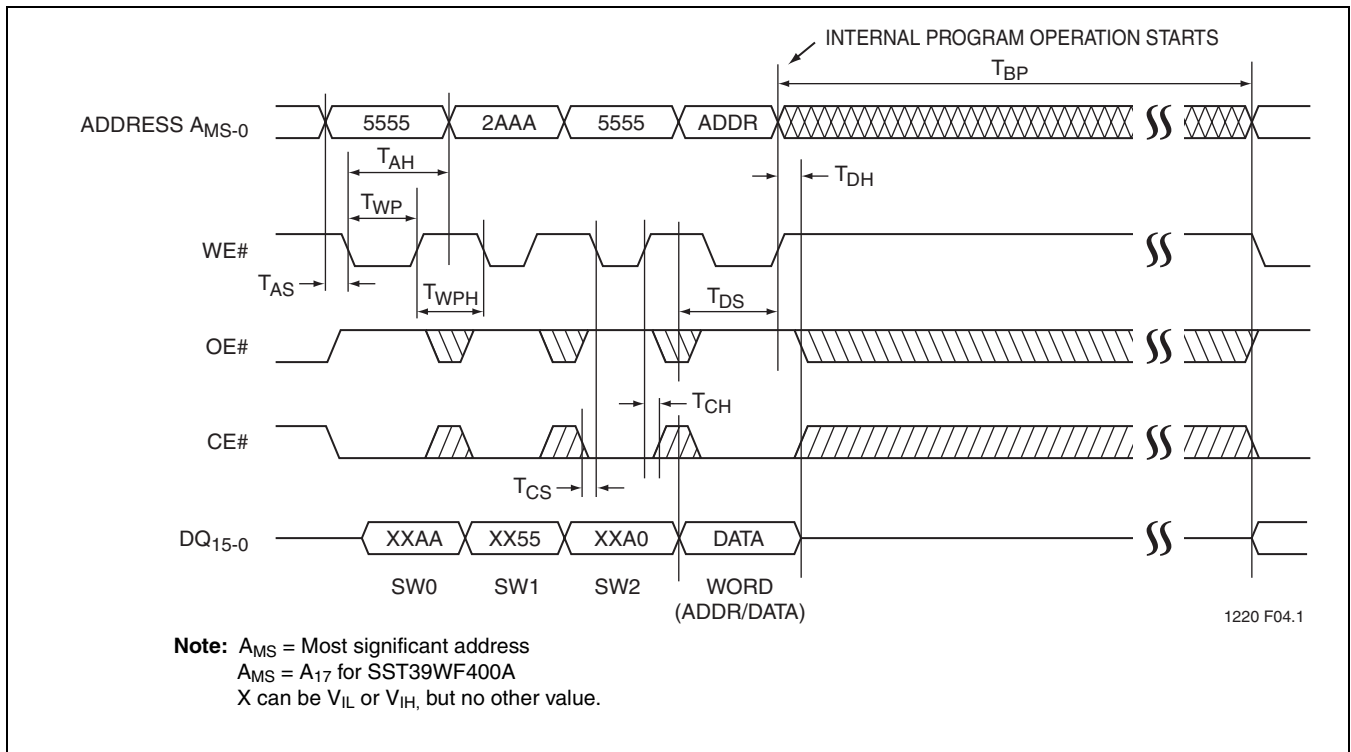 INTERNAL PROGRAM OPERATION STARTS
TBP
ADDRESS AMS-0
5555
2AAA
5555
ADDR
TAH
TDH
TWP
WE#
TAS
TWPH
TDS
OE#
TCH
CE#
TCS
DQ15-0
XXAA
XX55
XXA0
DATA
SW0
SW1
SW2
WORD
(ADDR/DATA)
1220 F04.1
Note: AMS = Most significant address
AMS = A17 for SST39WF400A
X can be VIL or VIH, but no other value.